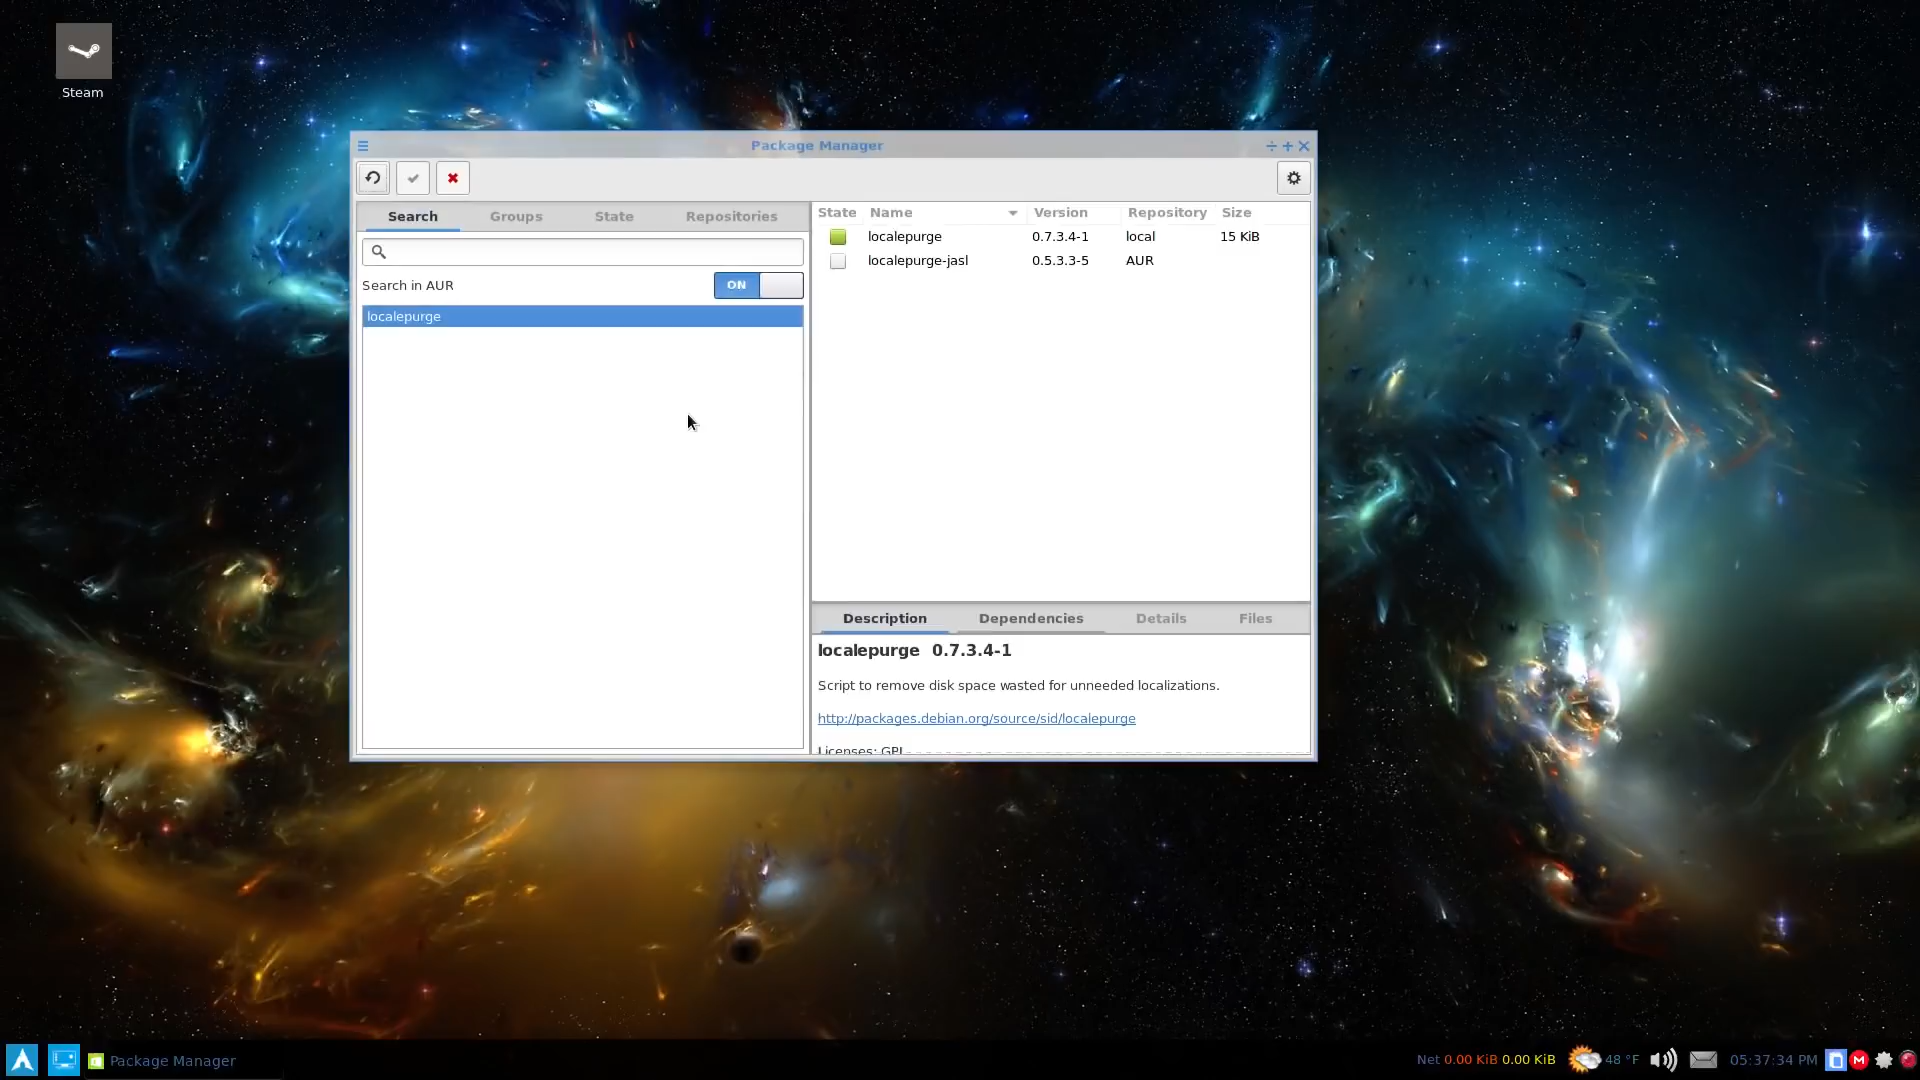 Steam
Package Manager
Search Groups State Repositories
Search in AUR ON
localepurge
State Name Version Repository Size
localepurge 0.7.3.4-1 local 15 KiB
localepurge-jasl 0.5.3.3-5 AUR
Description Dependencies Details Files
localepurge 0.7.3.4-1
Script to remove disk space wasted for unneeded localizations.
http://packages.debian.org/source/sid/localepurge
Licenses: GPL
Package Manager
Net 0.00 KiB 0.00 KiB 48 °F 05:37:34 PM M